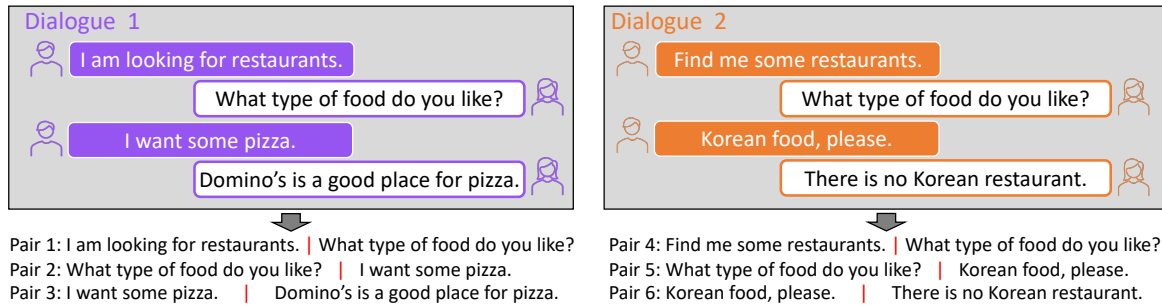 Dialogue 1
I am looking for restaurants.
What type of food do you like?
I want some pizza.
Domino's is a good place for pizza.
Pair 1: I am looking for restaurants. | What type of food do you like?
Pair 2: What type of food do you like? | I want some pizza.
Pair 3: I want some pizza. | Domino's is a good place for pizza.
Dialogue 2
Find me some restaurants.
What type of food do you like?
Korean food, please.
There is no Korean restaurant.
Pair 4: Find me some restaurants. | What type of food do you like?
Pair 5: What type of food do you like? | Korean food, please.
Pair 6: Korean food, please. | There is no Korean restaurant.